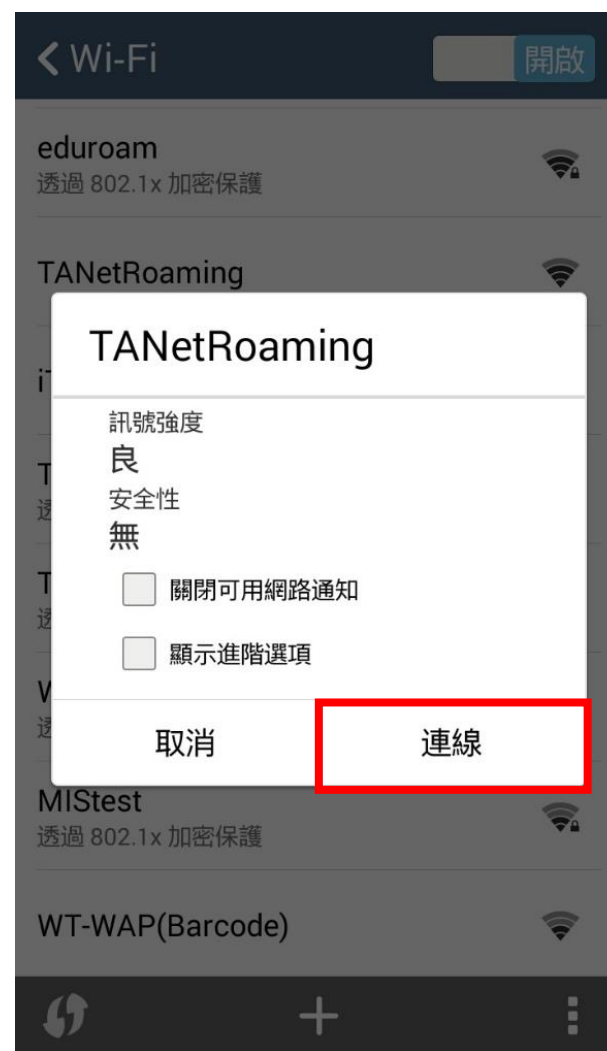 Wi-Fi
開啟
eduroam
透過 802.1x 加密保護
TANetRoaming
TANetRoaming
訊號強度
良
安全性
無
關閉可用網路通知
顯示進階選項
取消
連線
MIStest
透過 802.1x 加密保護
WT-WAP(Barcode)